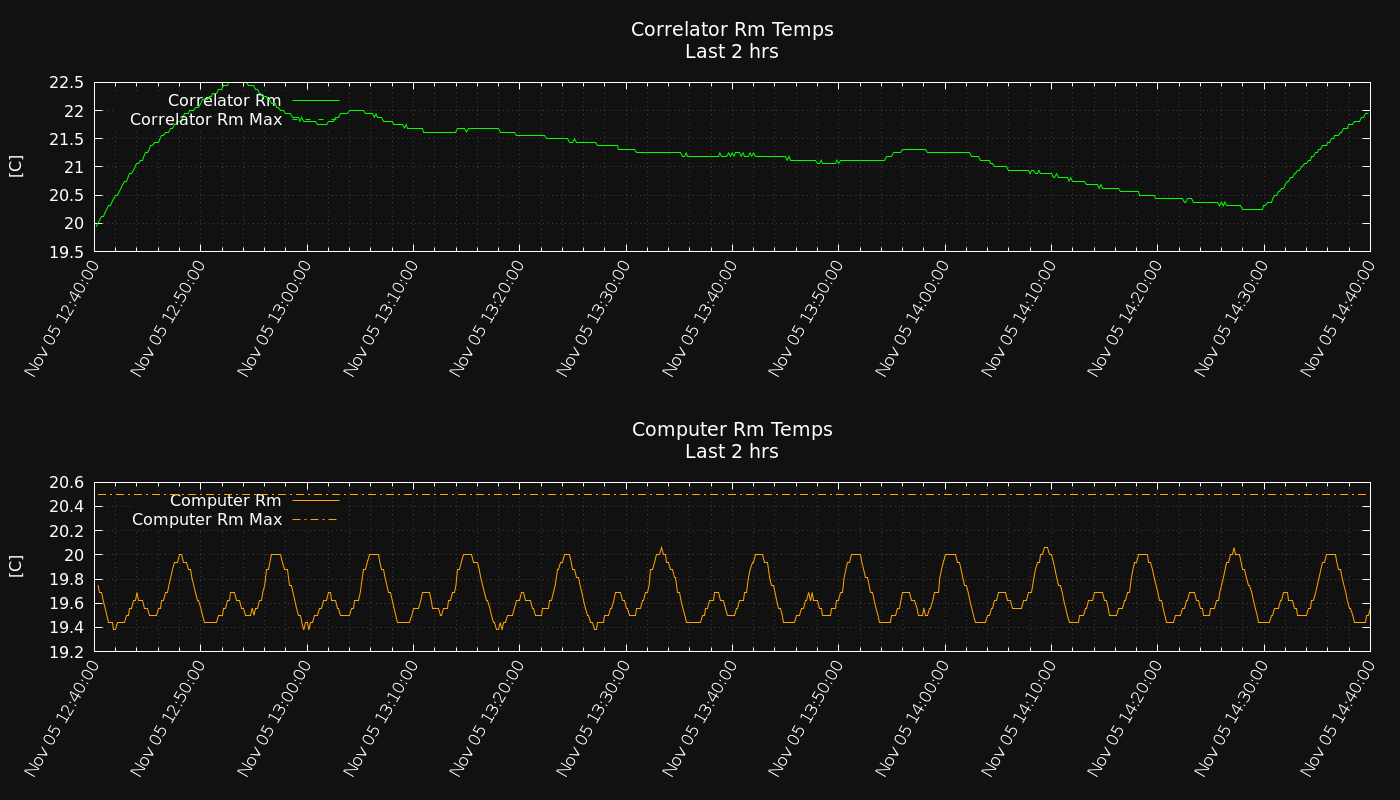 Correlator Rm Temps
Last 2 hrs
22.5
22
21.5
21
20.5
20
19.5
[C]
Correlator Rm
Correlator Rm Max
Nov 05 12:40:00
Nov 05 12:50:00
Nov 05 13:00:00
Nov 05 13:10:00
Nov 05 13:20:00
Nov 05 13:30:00
Nov 05 13:40:00
Nov 05 13:50:00
Nov 05 14:00:00
Nov 05 14:10:00
Nov 05 14:20:00
Nov 05 14:30:00
Nov 05 14:40:00
Computer Rm Temps
Last 2 hrs
20.6
20.4
20.2
20
19.8
19.6
19.4
19.2
[C]
Computer Rm
Computer Rm Max
Nov 05 12:40:00
Nov 05 12:50:00
Nov 05 13:00:00
Nov 05 13:10:00
Nov 05 13:20:00
Nov 05 13:30:00
Nov 05 13:40:00
Nov 05 13:50:00
Nov 05 14:00:00
Nov 05 14:10:00
Nov 05 14:20:00
Nov 05 14:30:00
Nov 05 14:40:00